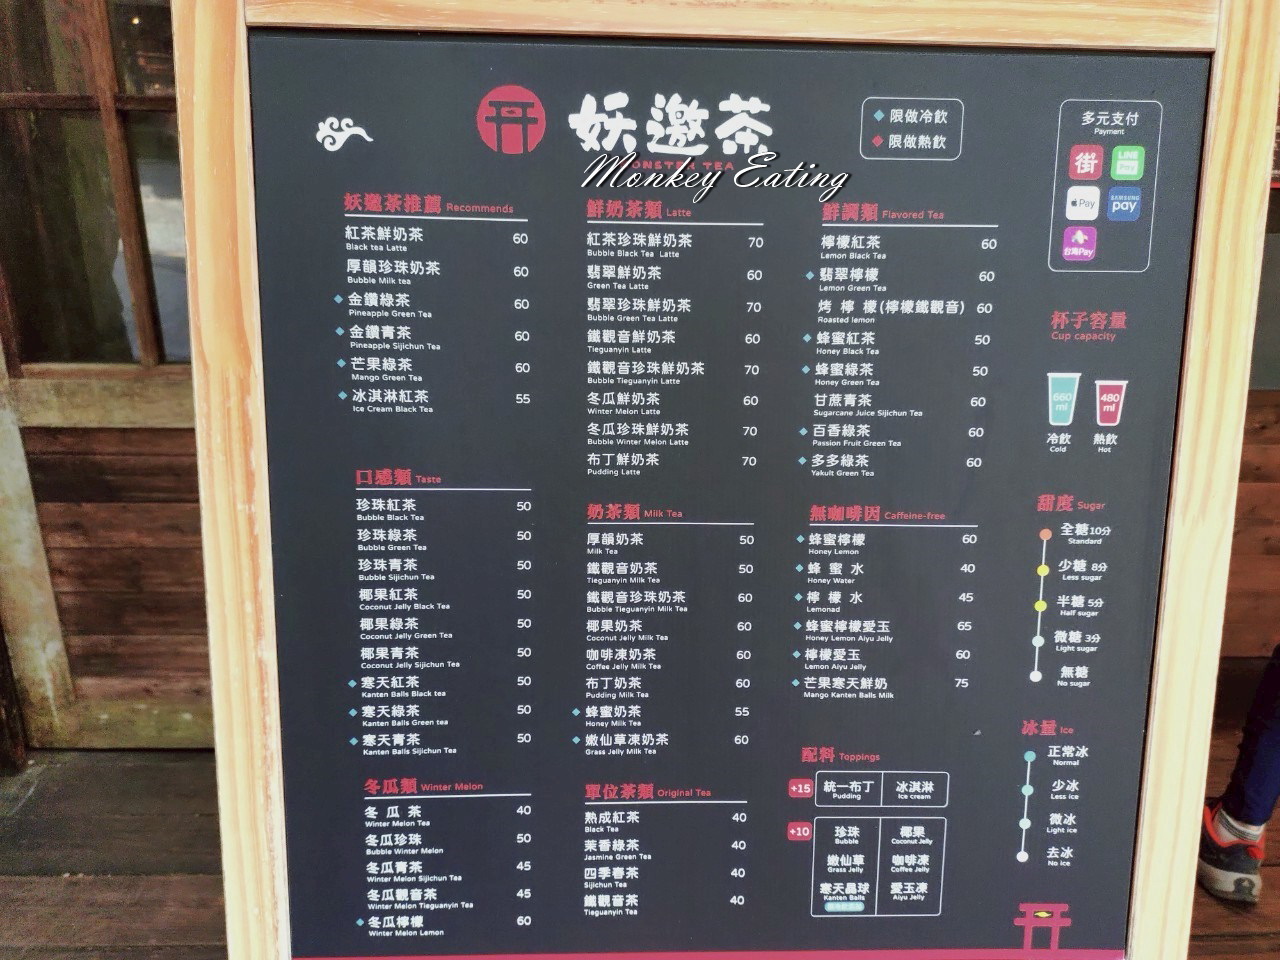 妖邀茶
Monkey Eating
限做冷飲
限做熱飲
多元支付
Payment
街
LINE Pay
Pay
SAMSUNG pay
台灣Pay
妖邀茶推薦 Recommends
紅茶鮮奶茶 60
Black tea Latte
厚韻珍珠奶茶 60
Bubble Milk tea
金鑽綠茶 60
Pineapple Green Tea
金鑽青茶 60
Pineapple Sijichun Tea
芒果綠茶 60
Mango Green Tea
冰淇淋紅茶 55
Ice Cream Black Tea
口感類 Taste
珍珠紅茶 50
Bubble Black Tea
珍珠綠茶 50
Bubble Green Tea
珍珠青茶 50
Bubble Sijichun Tea
椰果紅茶 50
Coconut Jelly Black Tea
椰果綠茶 50
Coconut Jelly Green Tea
椰果青茶 50
Coconut Jelly Sijichun Tea
寒天紅茶 50
Kanten Balls Black tea
寒天綠茶 50
Kanten Balls Green tea
寒天青茶 50
Kanten Balls Sijichun Tea
冬瓜類 Winter Melon
冬 瓜 茶 40
Winter Melon Tea
冬瓜珍珠 50
Bubble Winter Melon
冬瓜青茶 45
Winter Melon Sijichun Tea
冬瓜觀音茶 45
Winter Melon Tieguanyin Tea
冬瓜檸檬 60
Winter Melon Lemon
鮮奶茶類 Latte
紅茶珍珠鮮奶茶 70
Bubble Black Tea Latte
翡翠鮮奶茶 60
Green Tea Latte
翡翠珍珠鮮奶茶 70
Bubble Green Tea Latte
鐵觀音鮮奶茶 60
Tieguanyin Latte
鐵觀音珍珠鮮奶茶 70
Bubble Tieguanyin Latte
冬瓜鮮奶茶 60
Winter Melon Latte
冬瓜珍珠鮮奶茶 70
Bubble Winter Melon Latte
布丁鮮奶茶 70
Pudding Latte
奶茶類 Milk Tea
厚韻奶茶 50
Milk Tea
鐵觀音奶茶 50
Tieguanyin Milk Tea
鐵觀音珍珠奶茶 60
Bubble Tieguanyin Milk Tea
椰果奶茶 60
Coconut Jelly Milk Tea
咖啡凍奶茶 60
Coffee Jelly Milk Tea
布丁奶茶 60
Pudding Milk Tea
蜂蜜奶茶 55
Honey Milk Tea
嫩仙草凍奶茶 60
Grass Jelly Milk Tea
單位茶類 Original Tea
熟成紅茶 40
Black Tea
茉香綠茶 40
Jasmine Green Tea
四季春茶 40
Sijichun Tea
鐵觀音茶 40
Tieguanyin Tea
鮮調類 Flavored Tea
檸檬紅茶 60
Lemon Black Tea
翡翠檸檬 60
Lemon Green Tea
烤 檸 檬(檸檬鐵觀音) 60
Roasted lemon
蜂蜜紅茶 50
Honey Black Tea
蜂蜜綠茶 50
Honey Green Tea
甘蔗青茶 60
Sugarcane Juice Sijichun Tea
百香綠茶 60
Passion Fruit Green Tea
多多綠茶 60
Yakult Green Tea
無咖啡因 Caffeine-free
蜂蜜檸檬 60
Honey Lemon
蜂 蜜 水 40
Honey Water
檸 檬 水 45
Lemonad
蜂蜜檸檬愛玉 65
Honey Lemon Aiyu Jelly
檸檬愛玉 60
Lemon Aiyu Jelly
芒果寒天鮮奶 75
Mango Kanten Balls Milk
配料 Toppings
+15
統一布丁 冰淇淋
Pudding Ice cream
+10
珍珠 椰果
Bubble Coconut Jelly
嫩仙草 咖啡凍
Grass Jelly Coffee Jelly
寒天晶球 愛玉凍
Kanten Balls Aiyu Jelly
杯子容量
Cup capacity
660 ml
480 ml
冷飲 熱飲
Cold Hot
甜度 Sugar
全糖10分
Standard
少糖 8分
Less sugar
半糖 5分
Half sugar
微糖 3分
Light sugar
無糖
No sugar
冰量 Ice
正常冰
Normal
少冰
Less ice
微冰
Light ice
去冰
No ice